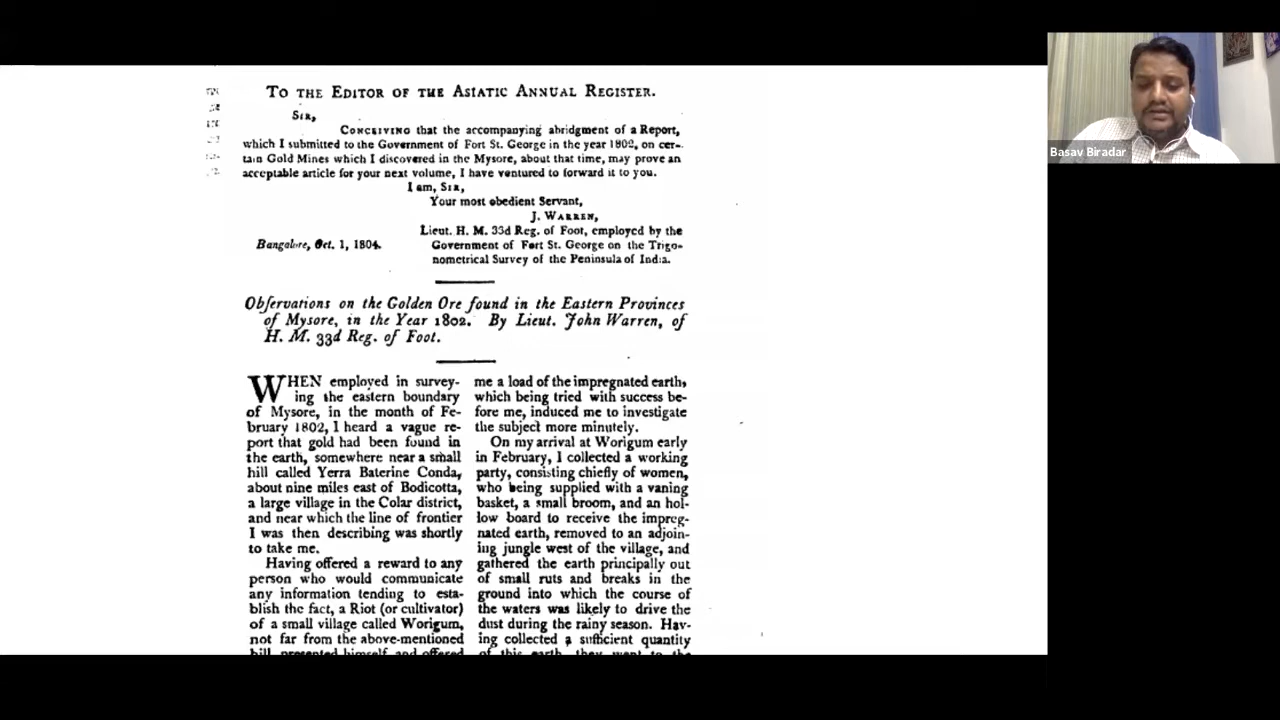 TO THE EDITOR OF THE ASIATIC ANNUAL REGISTER.
SIR,
CONCEIVING that the accompanying abridgment of a Report,
which I submitted to the Government of Fort St. George in the year 1802, on cer-
tain Gold Mines which I discovered in the Mysore, about that time, may prove an
acceptable article for your next volume, I have ventured to forward it to you.
I am, SIR,
Your most obedient Servant,
J. WARREN,
Lieut. H. M. 33d Reg. of Foot, employed by the
Bangalore, Oct. 1, 1804. Government of Fort St. George on the Trigo-
nometrical Survey of the Peninsula of India.
Observations on the Golden Ore found in the Eastern Provinces
of Mysore, in the Year 1802. By Lieut. John Warren, of
H. M. 33d Reg. of Foot.
WHEN employed in survey-
ing the eastern boundary
of Mysore, in the month of Fe-
bruary 1802, I heard a vague re-
port that gold had been found in
the earth, somewhere near a small
hill called Yerra Baterine Conda,
about nine miles east of Bodicotta,
a large village in the Colar district,
and near which the line of frontier
I was then describing was shortly
to take me.
Having offered a reward to any
person who would communicate
any information tending to esta-
blish the fact, a Riot (or cultivator)
of a small village called Worigum,
not far from the above-mentioned
hill presented himself and offered
me a load of the impregnated earth,
which being tried with success be-
fore me, induced me to investigate
the subject more minutely.
On my arrival at Worigum early
in February, I collected a working
party, consisting chiefly of women,
who being supplied with a vaning
basket, a small broom, and an hol-
low board to receive the impreg-
nated earth, removed to an adjoin-
ing jungle west of the village, and
gathered the earth principally out
of small ruts and breaks in the
ground into which the course of
the waters was likely to drive the
dust during the rainy season. Hav-
ing collected a sufficient quantity
of this earth, they went to the
Basav Biradar